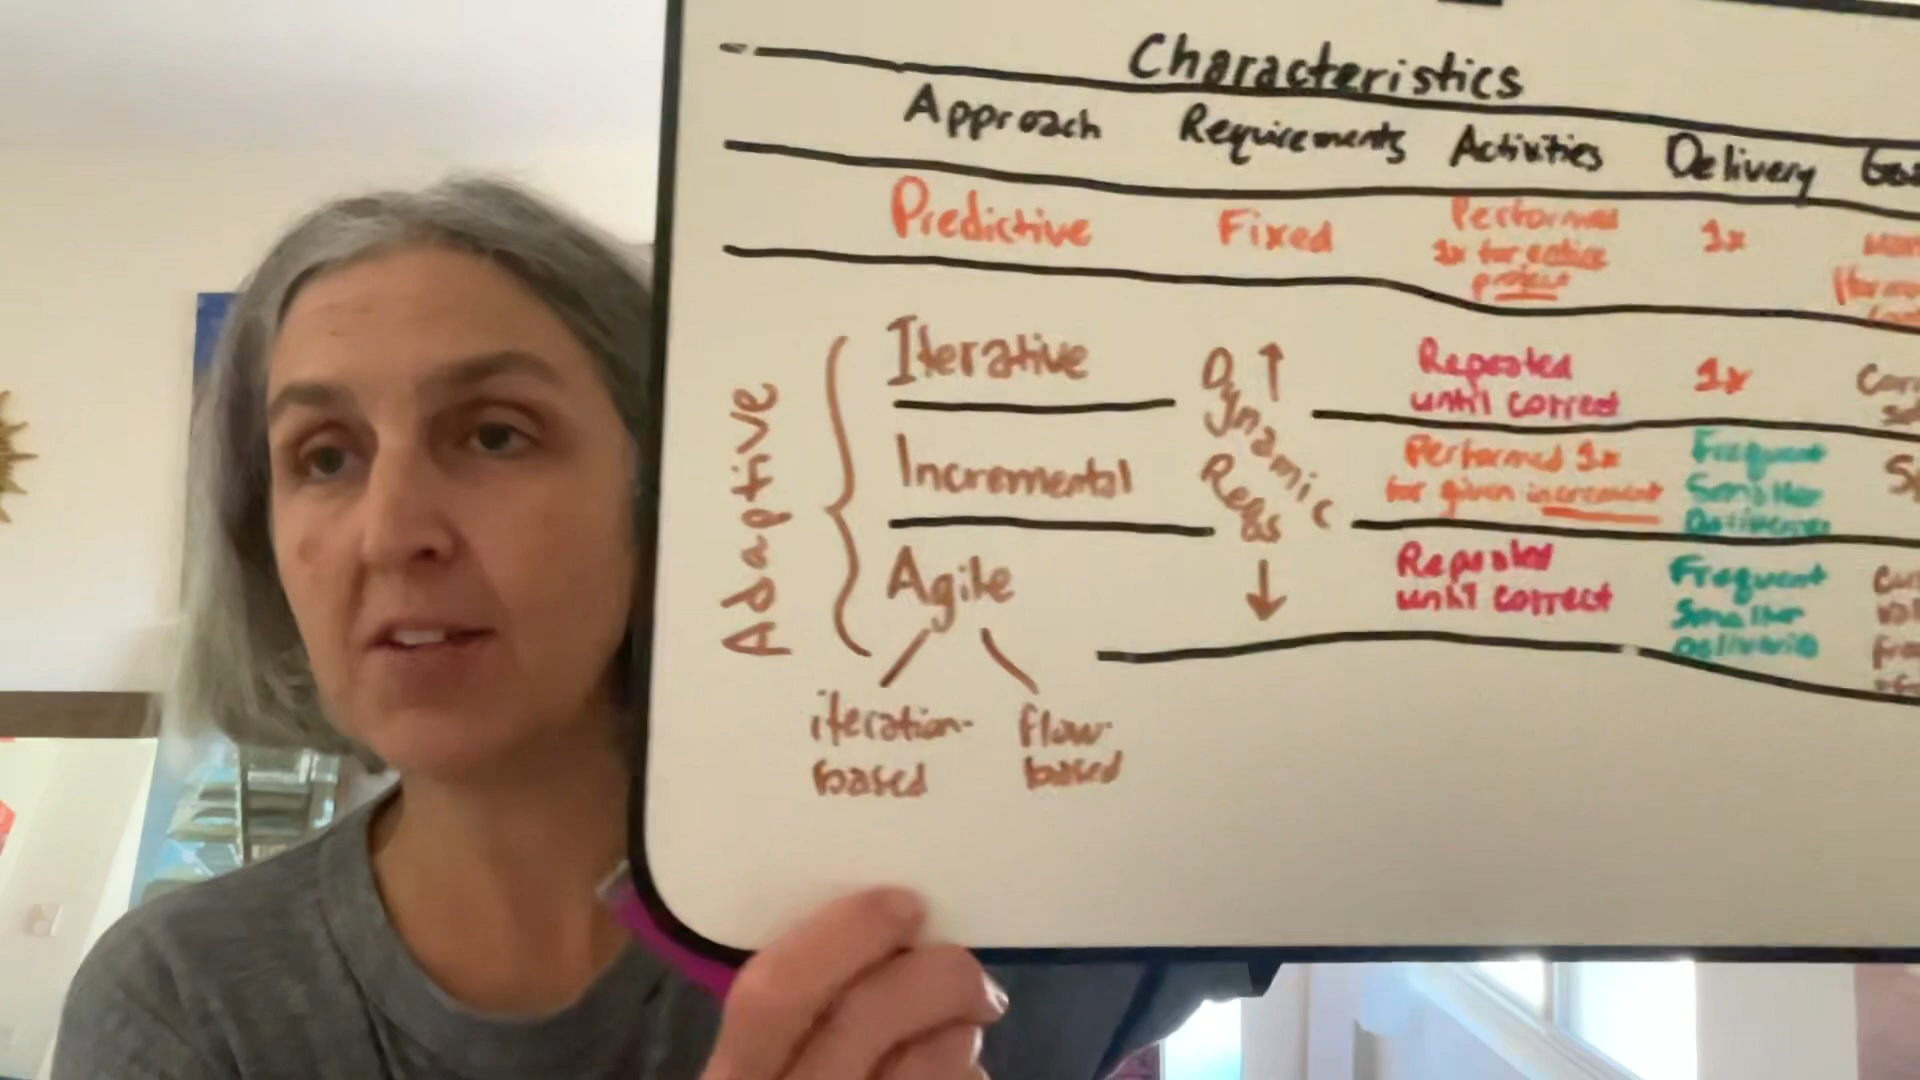 Characteristics
Approach Requirements Activities Delivery
Predictive Fixed Performed 1x for entire project 1x
Adaptive
Iterative
Incremental
Agile
Dynamic
Reqs
Repeated
until correct
1x
Performed 1x
for given increment
Frequent
Smaller
Deliveries
Repeated
until correct
Frequent
Smaller
Deliveries
iteration-
based
flow-
based